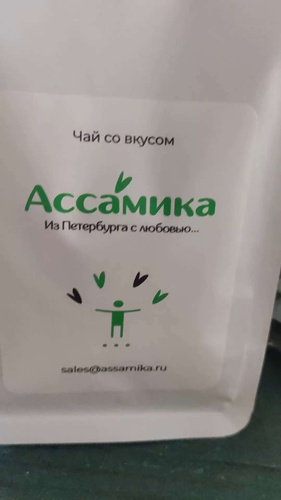 Чай со вкусом
Ассамика
Из Петербурга с любовью...
sales@assamika.ru